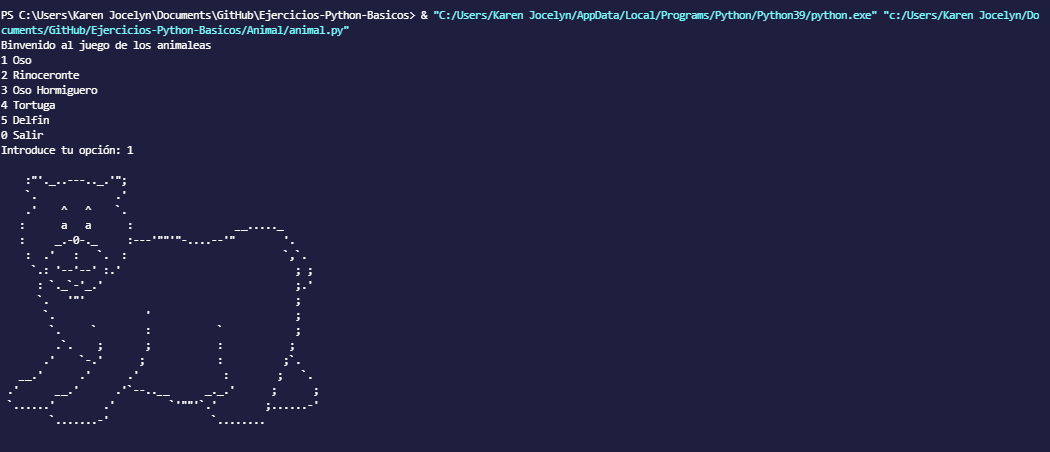 PS C:\Users\Karen Jocelyn\Documents\GitHub\Ejercicios-Python-Basicos> & "C:/Users/Karen Jocelyn/AppData/Local/Programs/Python/Python39/python.exe" "c:/Users/Karen Jocelyn/Do
cuments/GitHub/Ejercicios-Python-Basicos/Animal/animal.py"
Binvenido al juego de los animaleas
1 Oso
2 Rinoceronte
3 Oso Hormiguero
4 Tortuga
5 Delfin
0 Salir
Introduce tu opción: 1